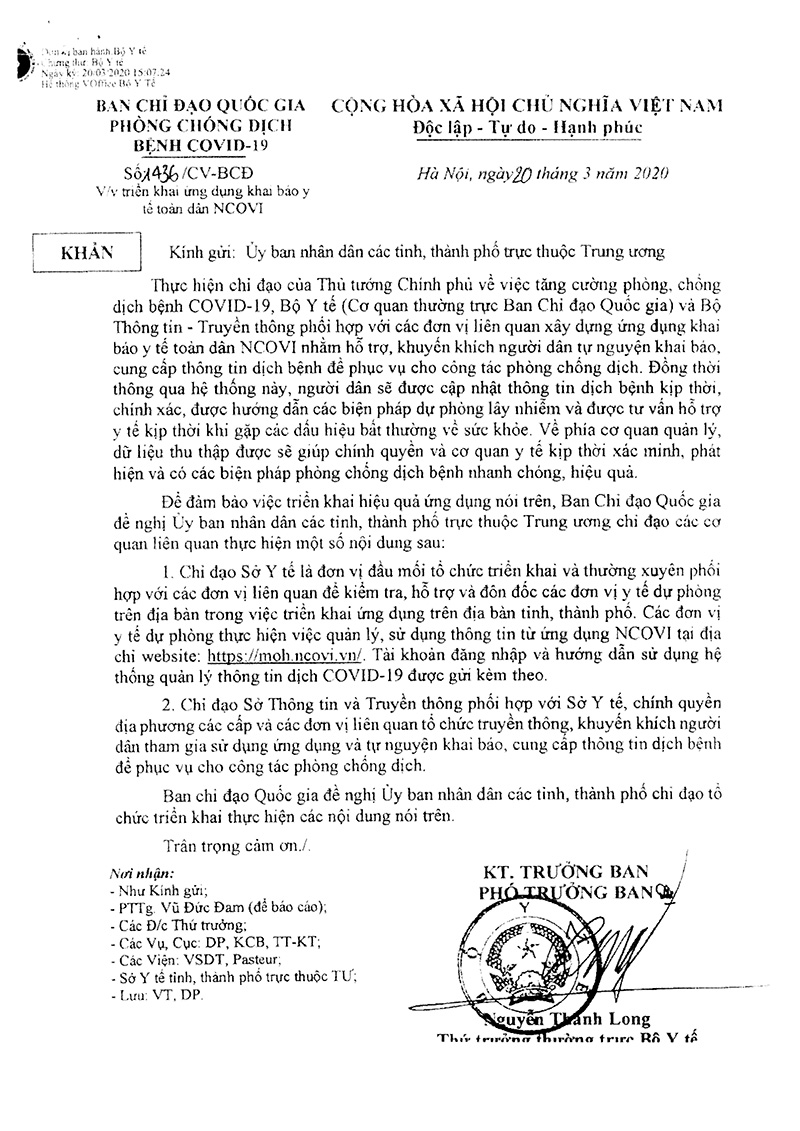 Đơn vị ban hành Bộ Y tế
Chứng thư: Bộ Y tế
Ngày ký: 20/03/2020 15:07:24
Hệ thống VOffice Bộ Y Tế
BAN CHỈ ĐẠO QUỐC GIA
PHÒNG CHỐNG DỊCH
BỆNH COVID-19
CỘNG HÒA XÃ HỘI CHỦ NGHĨA VIỆT NAM
Độc lập - Tự do - Hạnh phúc
Số 1436/CV-BCĐ
V/v triển khai ứng dụng khai báo y
tế toàn dân NCOVI
Hà Nội, ngày 20 tháng 3 năm 2020
KHẨN
Kính gửi: Ủy ban nhân dân các tỉnh, thành phố trực thuộc Trung ương
Thực hiện chỉ đạo của Thủ tướng Chính phủ về việc tăng cường phòng, chống
dịch bệnh COVID-19, Bộ Y tế (Cơ quan thường trực Ban Chỉ đạo Quốc gia) và Bộ
Thông tin - Truyền thông phối hợp với các đơn vị liên quan xây dựng ứng dụng khai
báo y tế toàn dân NCOVI nhằm hỗ trợ, khuyến khích người dân tự nguyện khai báo,
cung cấp thông tin dịch bệnh để phục vụ cho công tác phòng chống dịch. Đồng thời
thông qua hệ thống này, người dân sẽ được cập nhật thông tin dịch bệnh kịp thời,
chính xác, được hướng dẫn các biện pháp dự phòng lây nhiễm và được tư vấn hỗ trợ
y tế kịp thời khi gặp các dấu hiệu bất thường về sức khỏe. Về phía cơ quan quản lý,
dữ liệu thu thập được sẽ giúp chính quyền và cơ quan y tế kịp thời xác minh, phát
hiện và có các biện pháp phòng chống dịch bệnh nhanh chóng, hiệu quả.
Để đảm bảo việc triển khai hiệu quả ứng dụng nói trên, Ban Chỉ đạo Quốc gia
đề nghị Ủy ban nhân dân các tỉnh, thành phố trực thuộc Trung ương chỉ đạo các cơ
quan liên quan thực hiện một số nội dung sau:
1. Chỉ đạo Sở Y tế là đơn vị đầu mối tổ chức triển khai và thường xuyên phối
hợp với các đơn vị liên quan để kiểm tra, hỗ trợ và đôn đốc các đơn vị y tế dự phòng
trên địa bàn trong việc triển khai ứng dụng trên địa bàn tỉnh, thành phố. Các đơn vị
y tế dự phòng thực hiện việc quản lý, sử dụng thông tin từ ứng dụng NCOVI tại địa
chỉ website: https://moh.ncovi.vn/. Tài khoản đăng nhập và hướng dẫn sử dụng hệ
thống quản lý thông tin dịch COVID-19 được gửi kèm theo.
2. Chỉ đạo Sở Thông tin và Truyền thông phối hợp với Sở Y tế, chính quyền
địa phương các cấp và các đơn vị liên quan tổ chức truyền thông, khuyến khích người
dân tham gia sử dụng ứng dụng và tự nguyện khai báo, cung cấp thông tin dịch bệnh
để phục vụ cho công tác phòng chống dịch.
Ban chỉ đạo Quốc gia đề nghị Ủy ban nhân dân các tỉnh, thành phố chỉ đạo tổ
chức triển khai thực hiện các nội dung nói trên.
Trân trọng cảm ơn./.
Nơi nhận:
- Như Kính gửi;
- PTTg. Vũ Đức Đam (để báo cáo);
- Các Đ/c Thứ trưởng;
- Các Vụ, Cục: DP, KCB, TT-KT;
- Các Viện: VSDT, Pasteur;
- Sở Y tế tỉnh, thành phố trực thuộc TƯ;
- Lưu: VT, DP.
KT. TRƯỞNG BAN
PHÓ TRƯỞNG BAN
BỘ Y TẾ
Nguyễn Thanh Long
Thứ trưởng thường trực Bộ Y tế